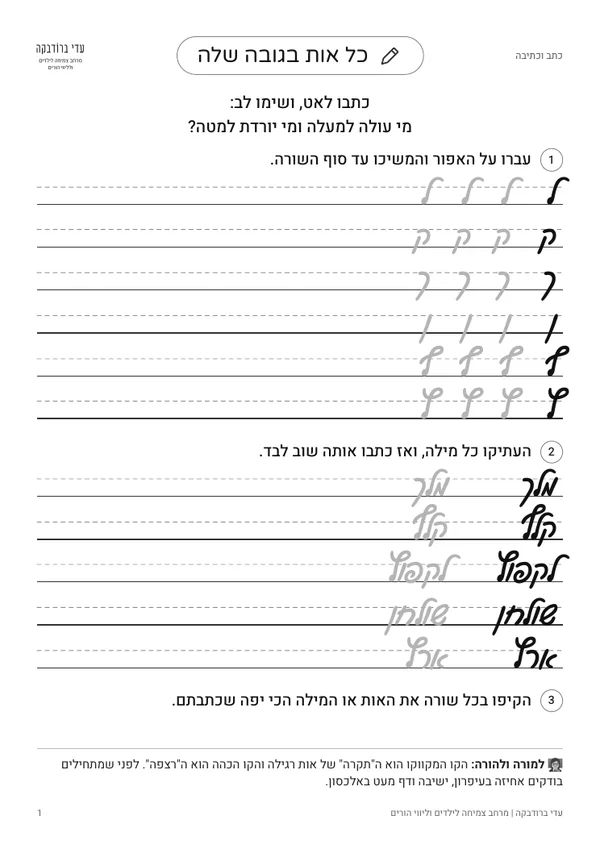 כתב וכתיבה
כל אות בגובה שלה
עדי ברודבקה
מרחב צמיחה לילדים
וליווי הורים
כתבו לאט, ושימו לב:
מי עולה למעלה ומי יורדת למטה?
1 עברו על האפור והמשיכו עד סוף השורה.
ל ל ל ל
ק ק ק ק
ך ך ך ך
ן ן ן ן
ף ף ף ף
ץ ץ ץ ץ
2 העתיקו כל מילה, ואז כתבו אותה שוב לבד.
מלך מלך
קלף קלף
לקפוץ לקפוץ
שולחן שולחן
ארץ ארץ
3 הקיפו בכל שורה את האות או המילה הכי יפה שכתבתם.
למורה ולהורה: הקו המקווקו הוא ה"תקרה" של אות רגילה והקו הכהה הוא ה"רצפה". לפני שמתחילים
בודקים אחיזה בעיפרון, ישיבה ודף מעט באלכסון.
עדי ברודבקה | מרחב צמיחה לילדים וליווי הורים
1